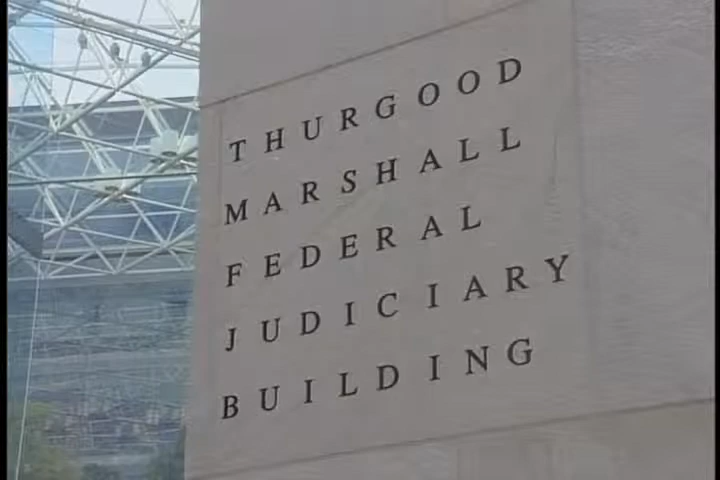 THURGOOD
MARSHALL
FEDERAL
JUDICIARY
BUILDING